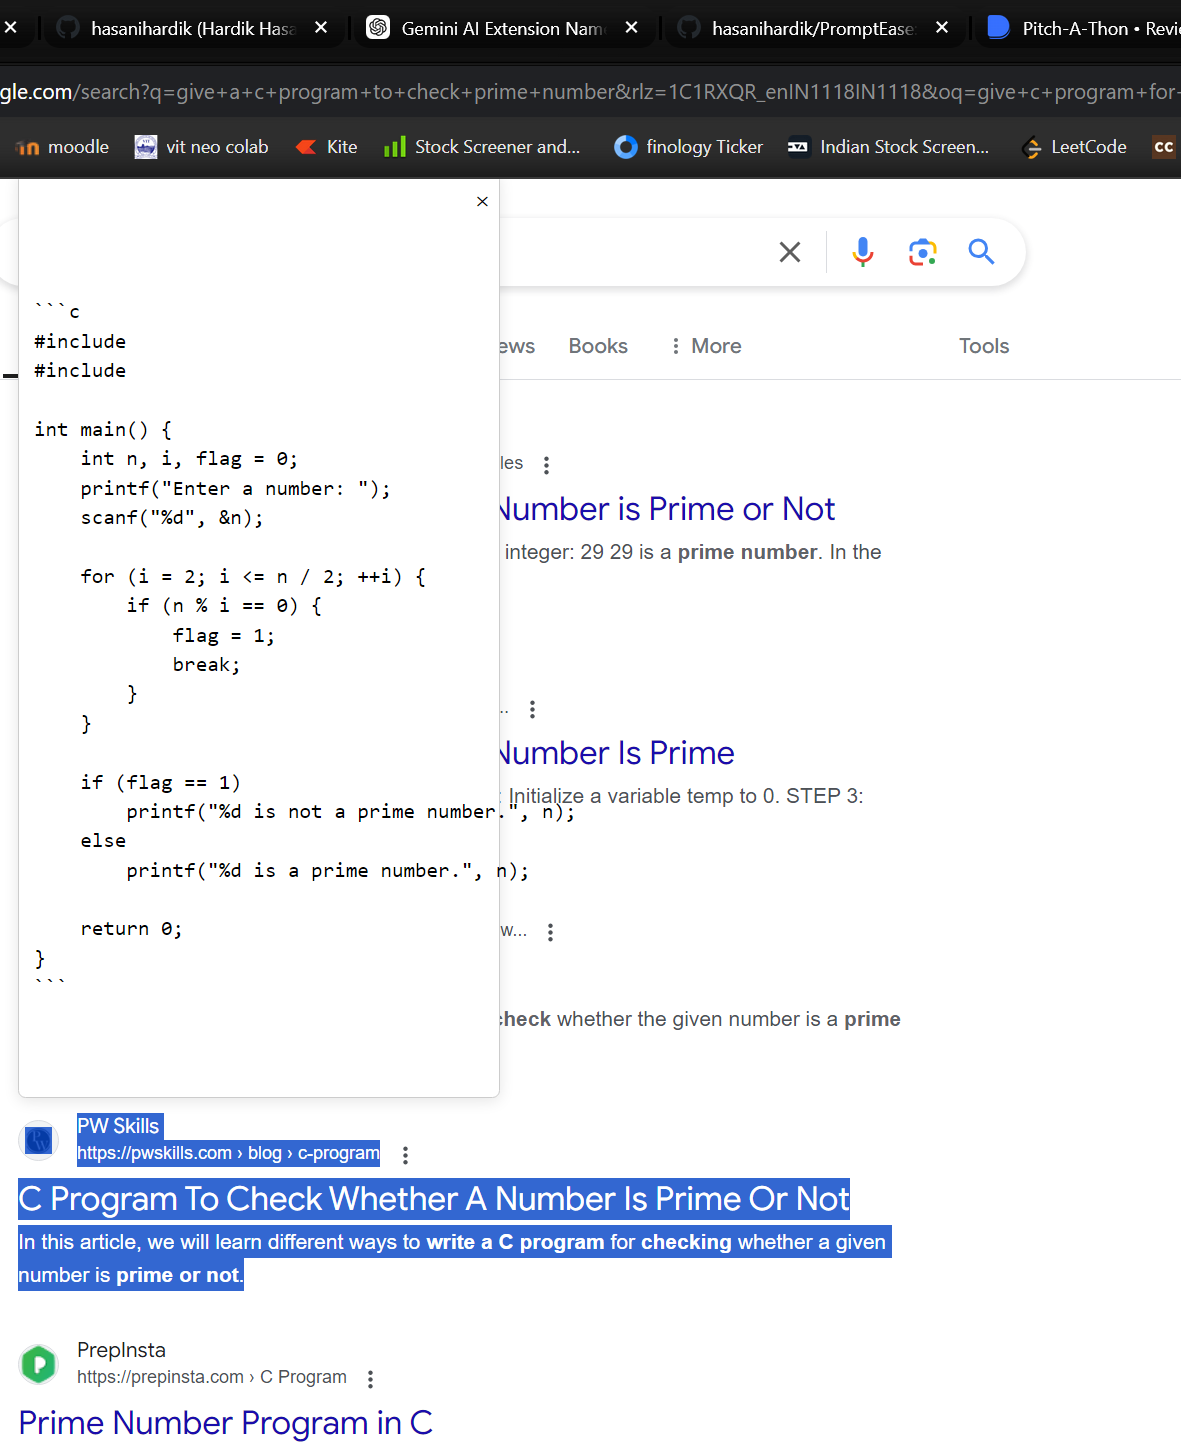 hasanihardik (Hardik Hasa
Gemini AI Extension Nam
hasanihardik/PromptEase:
Pitch-A-Thon • Revi
gle.com/search?q=give+a+c+program+to+check+prime+number&rlz=1C1RXQR_enIN1118IN1118&oq=give+c+program+for-
moodle
vit neo colab
Kite
Stock Screener and...
finology Ticker
Indian Stock Screen...
LeetCode
CC
ews
Books
More
Tools
```c
#include
#include
int main() {
int n, i, flag = 0;
printf("Enter a number: ");
scanf("%d", &n);
for (i = 2; i <= n / 2; ++i) {
if (n % i == 0) {
flag = 1;
break;
}
}
if (flag == 1)
printf("%d is not a prime number.", n);
else
printf("%d is a prime number.", n);
return 0;
}
```
les
Number is Prime or Not
integer: 29 29 is a prime number. In the
..
Number Is Prime
: Initialize a variable temp to 0. STEP 3:
w...
check whether the given number is a prime
PW Skills
https://pwskills.com › blog › c-program
C Program To Check Whether A Number Is Prime Or Not
In this article, we will learn different ways to write a C program for checking whether a given
number is prime or not.
PrepInsta
https://prepinsta.com › C Program
Prime Number Program in C